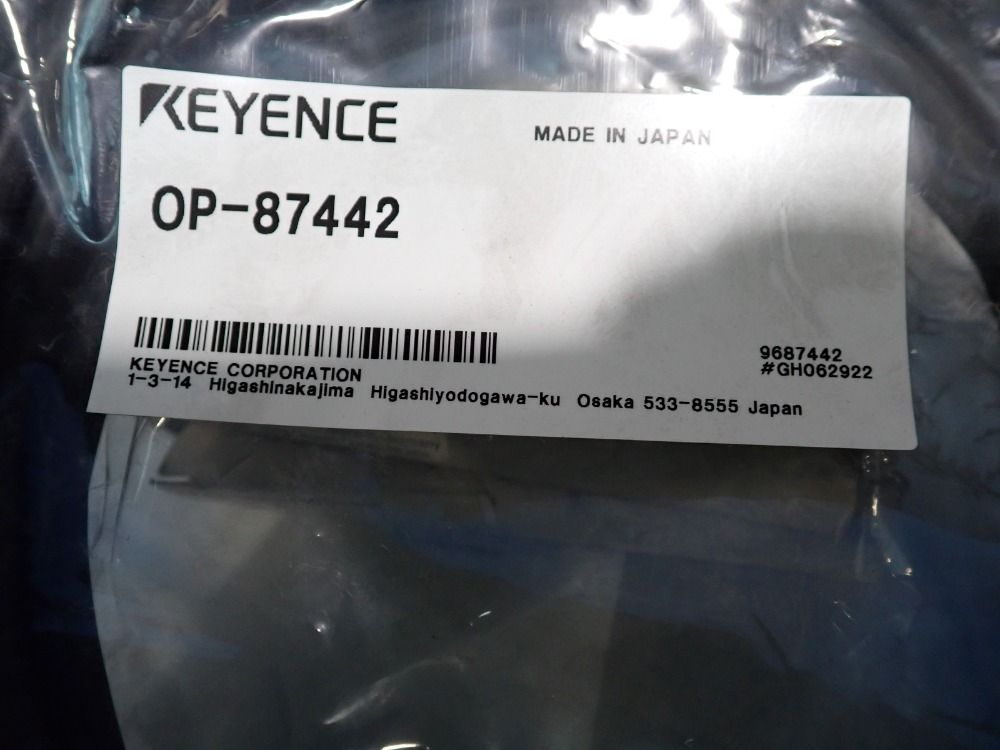 KEYENCE
MADE IN JAPAN
OP-87442
9687442
#GH062922
KEYENCE CORPORATION
1-3-14 Higashinakajima Higashiyodogawa-ku Osaka 533-8555 Japan